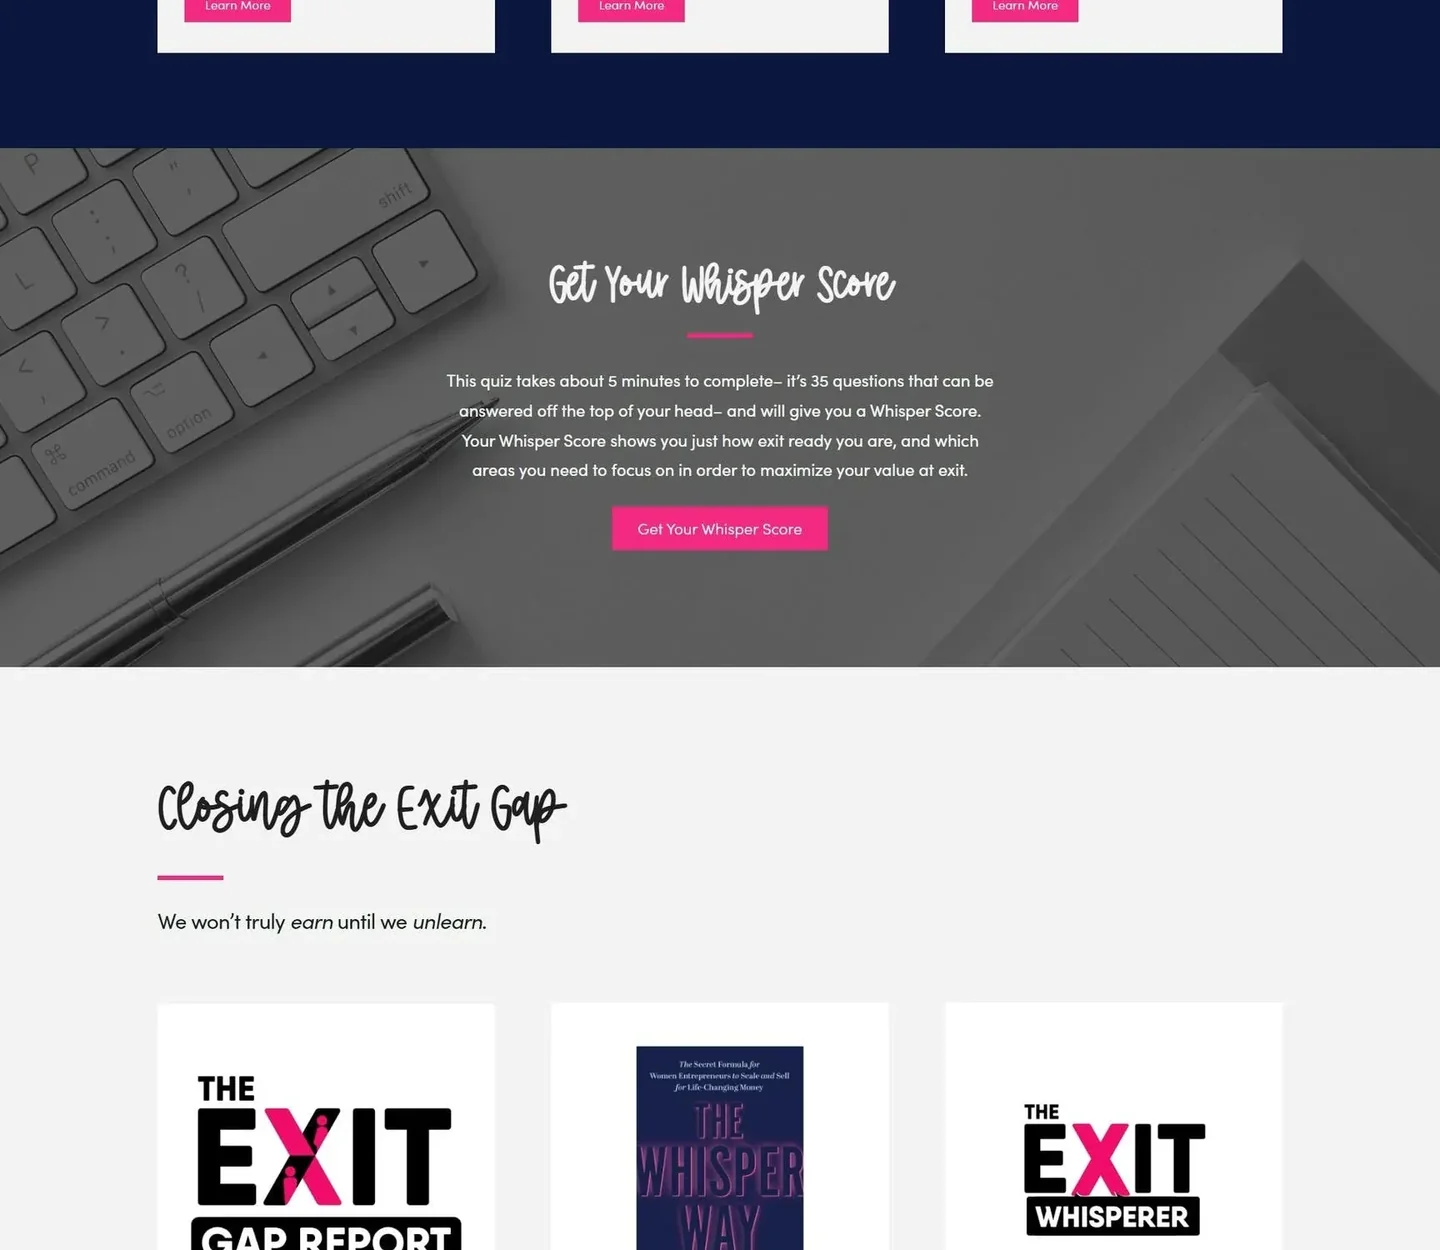 Learn More
Learn More
Learn More
P
" ,
shift
: ;
L
? /
> .
< ,
option
⌘
command
Get Your Whisper Score
This quiz takes about 5 minutes to complete– it's 35 questions that can be
answered off the top of your head– and will give you a Whisper Score.
Your Whisper Score shows you just how exit ready you are, and which
areas you need to focus on in order to maximize your value at exit.
Get Your Whisper Score
Closing the Exit Gap
We won't truly earn until we unlearn.
THE
EXIT
GAP REPORT
The Secret Formula for
Women Entrepreneurs to Scale and Sell
for Life-Changing Money
THE
WHISPER
WAY
THE
EXIT
WHISPERER